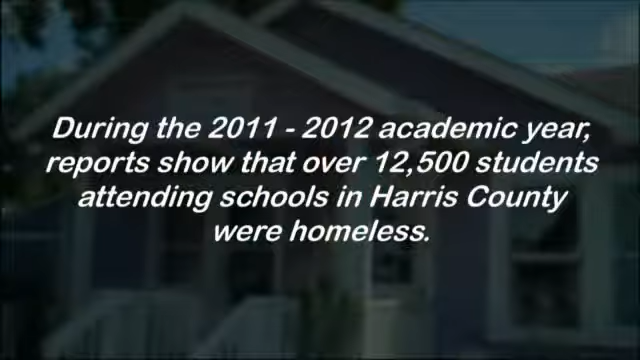 During the 2011 - 2012 academic year,
reports show that over 12,500 students
attending schools in Harris County
were homeless.